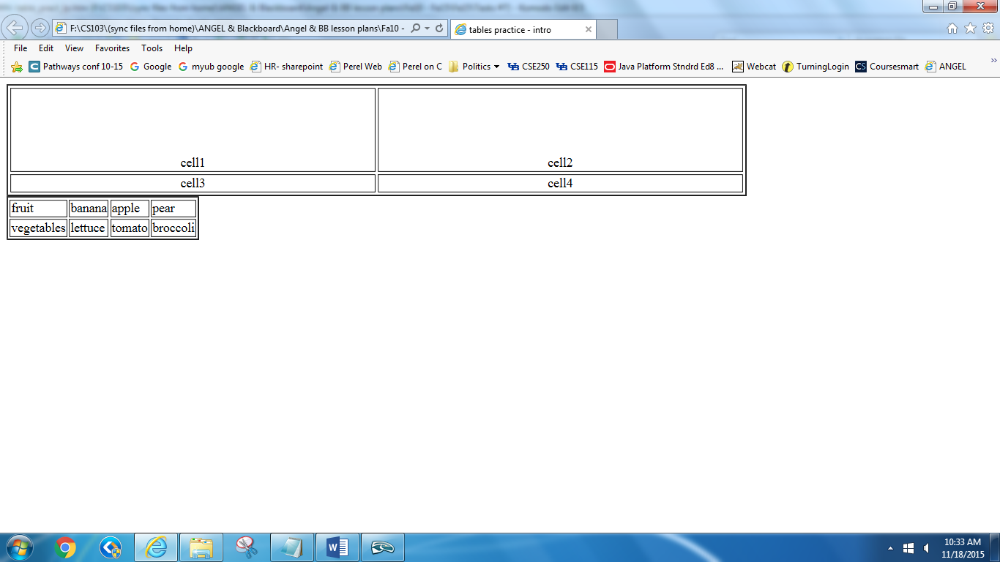 F:\CS103\(sync files from home)\ANGEL & Blackboard\Angel & BB lesson plans\Fa10 - tables practice - intro
File Edit View Favorites Tools Help
Pathways conf 10-15 Google myub google HR- sharepoint Perel Web Perel on C Politics CSE250 CSE115 Java Platform Stndrd Ed8 ... Webcat TurningLogin Coursesmart ANGEL
cell1 cell2
cell3 cell4
fruit banana apple pear
vegetables lettuce tomato broccoli
10:33 AM
11/18/2015